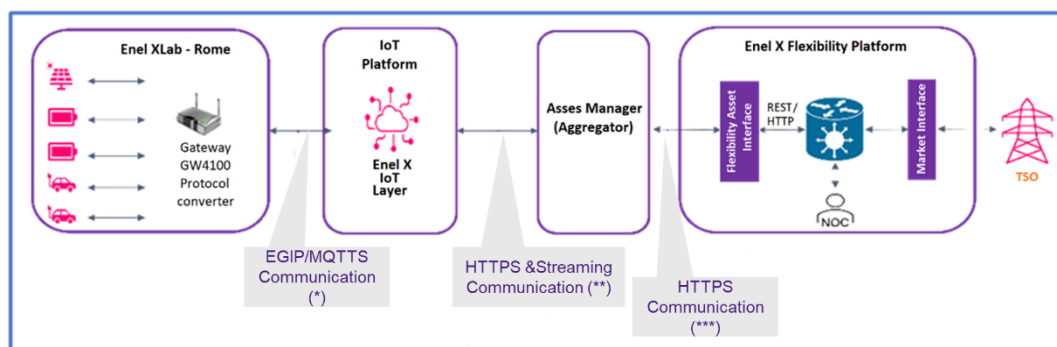 Enel XLab - Rome
Gateway
GW4100
Protocol
converter
EGIP/MQTTS
Communication
(*)
IoT
Platform
Enel X
IoT
Layer
HTTPS &Streaming
Communication (**)
Asses Manager
(Aggregator)
HTTPS
Communication
(***)
Enel X Flexibility Platform
Flexibility Asset
Interface
REST/
HTTP
NOC
Market Interface
TSO